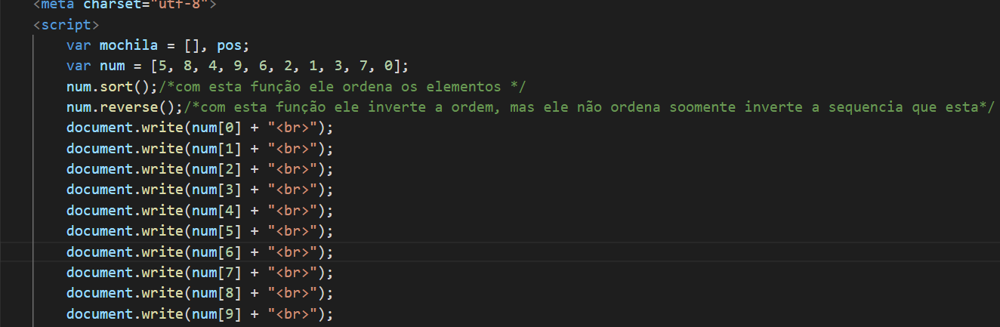 <meta charset="utf-8">
<script>
var mochila = [], pos;
var num = [5, 8, 4, 9, 6, 2, 1, 3, 7, 0];
num.sort();/*com esta função ele ordena os elementos */
num.reverse();/*com esta função ele inverte a ordem, mas ele não ordena soomente inverte a sequencia que esta*/
document.write(num[0] + "<br>");
document.write(num[1] + "<br>");
document.write(num[2] + "<br>");
document.write(num[3] + "<br>");
document.write(num[4] + "<br>");
document.write(num[5] + "<br>");
document.write(num[6] + "<br>");
document.write(num[7] + "<br>");
document.write(num[8] + "<br>");
document.write(num[9] + "<br>");